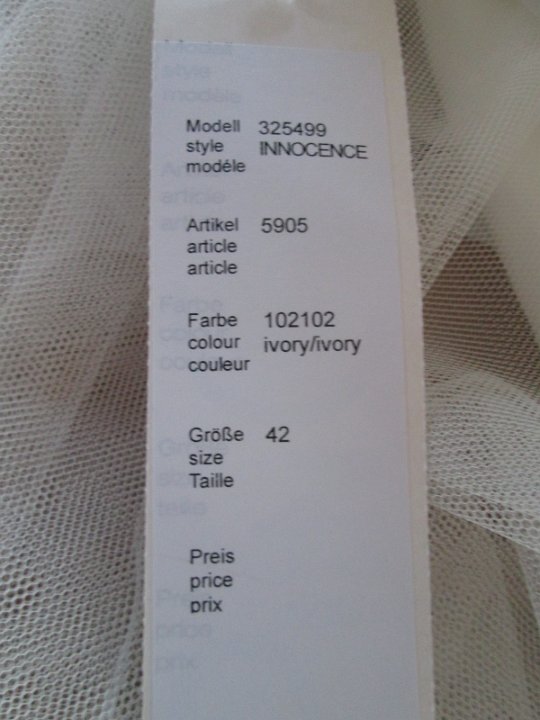 Modell 325499
style INNOCENCE
modéle
Artikel 5905
article
article
Farbe 102102
colour ivory/ivory
couleur
Größe 42
size
Taille
Preis
price
prix